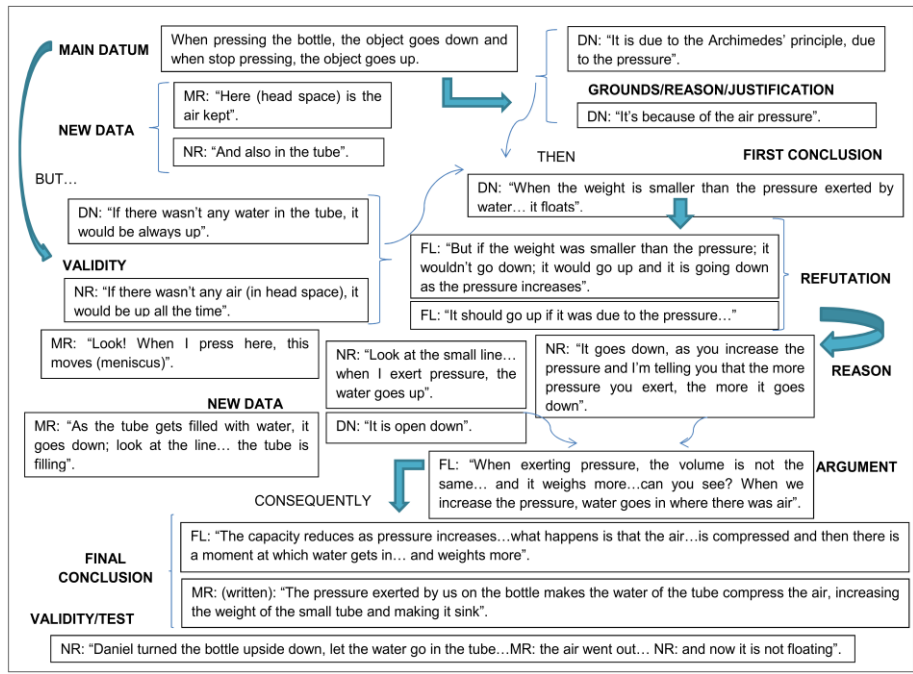 MAIN DATUM
When pressing the bottle, the object goes down and
when stop pressing, the object goes up.
DN: “It is due to the Archimedes’ principle, due
to the pressure”.
GROUNDS/REASON/JUSTIFICATION
DN: “It’s because of the air pressure”.
MR: “Here (head space) is the
air kept”.
NEW DATA
NR: “And also in the tube”.
THEN
FIRST CONCLUSION
BUT…
DN: “When the weight is smaller than the pressure exerted by
water… it floats”.
DN: “If there wasn’t any water in the tube, it
would be always up”.
VALIDITY
NR: “If there wasn’t any air (in head space), it
would be up all the time”.
FL: “But if the weight was smaller than the pressure; it
wouldn’t go down; it would go up and it is going down
as the pressure increases”.
REFUTATION
FL: “It should go up if it was due to the pressure…”
MR: “Look! When I press here, this
moves (meniscus)”.
NR: “Look at the small line…
when I exert pressure, the
water goes up”.
NR: “It goes down, as you increase the
pressure and I’m telling you that the more
pressure you exert, the more it goes
down”.
REASON
NEW DATA
MR: “As the tube gets filled with water, it
goes down; look at the line… the tube is
filling”.
DN: “It is open down”.
FL: “When exerting pressure, the volume is not the
same… and it weighs more…can you see? When we
increase the pressure, water goes in where there was air”.
ARGUMENT
CONSEQUENTLY
FL: “The capacity reduces as pressure increases…what happens is that the air…is compressed and then there
is a moment at which water gets in… and weights more”.
FINAL
CONCLUSION
MR: (written): “The pressure exerted by us on the bottle makes the water of the tube compress the air, increasing
the weight of the small tube and making it sink”.
VALIDITY/TEST
NR: “Daniel turned the bottle upside down, let the water go in the tube…MR: the air went out… NR: and now it is not floating”.